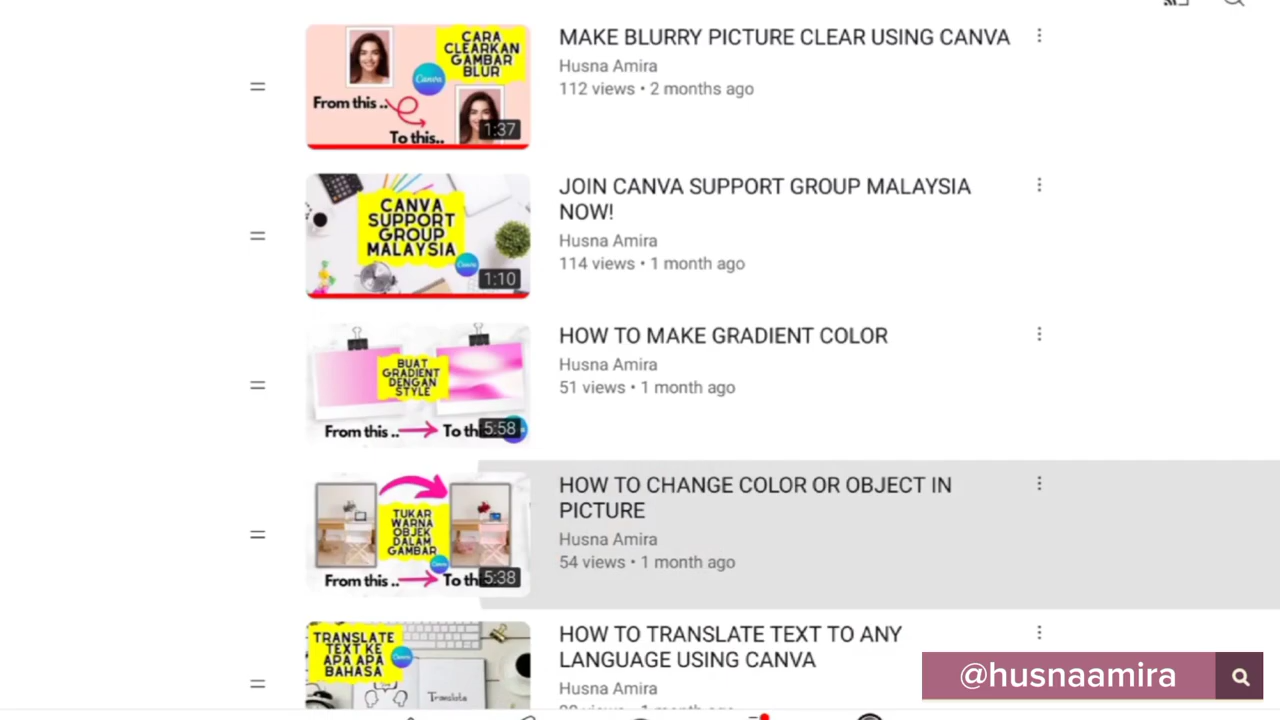 CARA
CLEARKAN
GAMBAR
BLUR
Canva
From this ..
To this..
1:37
MAKE BLURRY PICTURE CLEAR USING CANVA
Husna Amira
112 views • 2 months ago
CANVA
SUPPORT
GROUP
MALAYSIA
Canva
1:10
JOIN CANVA SUPPORT GROUP MALAYSIA
NOW!
Husna Amira
114 views • 1 month ago
BUAT
GRADIENT
DENGAN
STYLE
From this ..
5:58
HOW TO MAKE GRADIENT COLOR
Husna Amira
51 views • 1 month ago
TUKAR
WARNA
OBJEK
DALAM
GAMBAR
From this ..
5:38
HOW TO CHANGE COLOR OR OBJECT IN
PICTURE
Husna Amira
54 views • 1 month ago
TRANSLATE
TEXT KE
APA APA
BAHASA
Translate
HOW TO TRANSLATE TEXT TO ANY
LANGUAGE USING CANVA
Husna Amira
@husnaamira